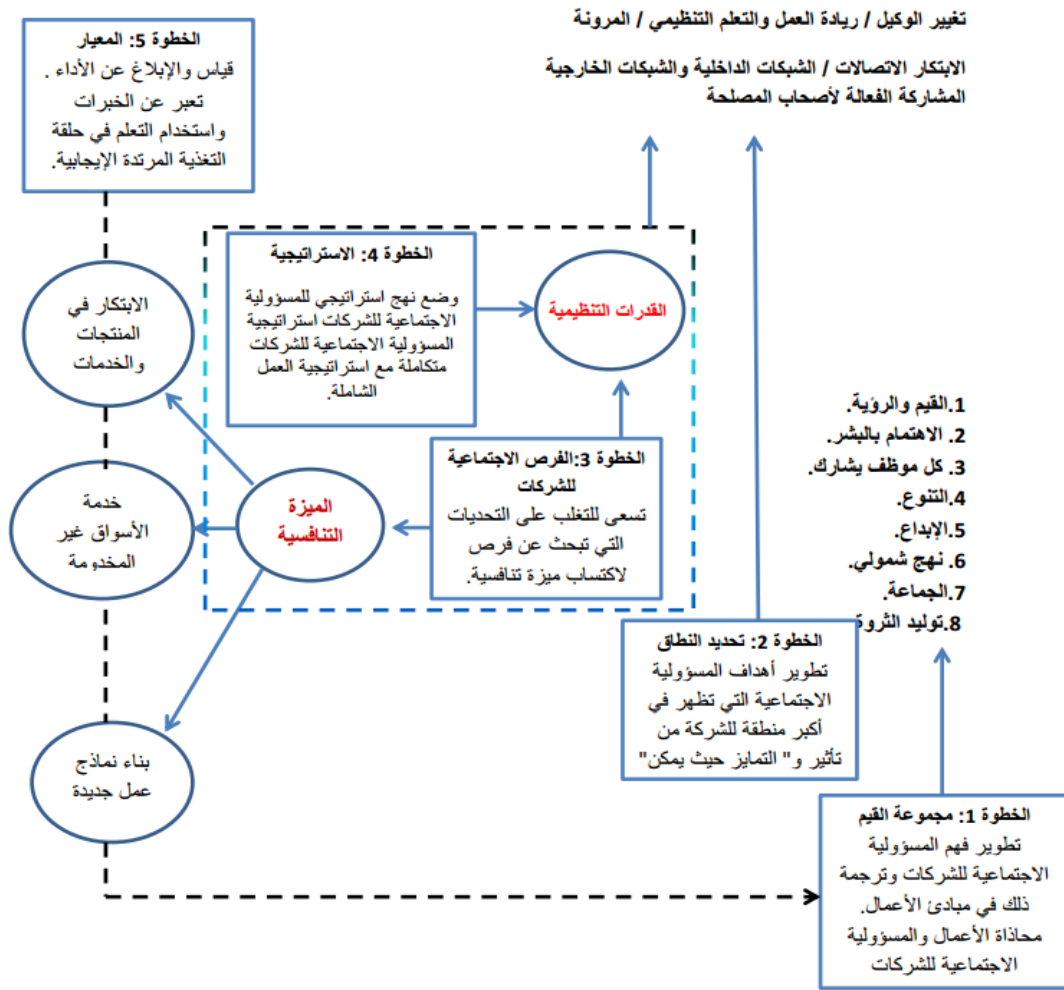 تغيير الوكيل / ريادة العمل والتعلم التنظيمي / المرونة
الابتكار الاتصالات / الشبكات الداخلية والشبكات الخارجية
المشاركة الفعالة لأصحاب المصلحة
الخطوة 5: المعيار
قياس والإبلاغ عن الأداء .
تعبر عن الخبرات
واستخدام التعلم في حلقة
التغذية المرتدة الإيجابية.
الخطوة 4: الاستراتيجية
وضع نهج استراتيجي للمسؤولية
الاجتماعية للشركات استراتيجية
المسؤولية الاجتماعية للشركات
متكاملة مع استراتيجية العمل
الشاملة.
القدرات التنظيمية
الابتكار في
المنتجات
والخدمات
1.القيم والرؤية.
2. الاهتمام بالبشر.
3. كل موظف يشارك.
4.التنوع.
5.الإبداع.
6. نهج شمولي.
7.الجماعة.
8.توليد الثروة
الخطوة 3:الفرص الاجتماعية
للشركات
تسعى للتغلب على التحديات
التي تبحث عن فرص
لاكتساب ميزة تنافسية.
الميزة
التنافسية
خدمة
الأسواق غير
المخدومة
الخطوة 2: تحديد النطاق
تطوير أهداف المسؤولية
الاجتماعية التي تظهر في
أكبر منطقة للشركة من
تأثير و" التمايز حيث يمكن"
بناء نماذج
عمل جديدة
الخطوة 1: مجموعة القيم
تطوير فهم المسؤولية
الاجتماعية للشركات وترجمة
ذلك في مبادئ الأعمال.
محاذاة الأعمال والمسؤولية
الاجتماعية للشركات